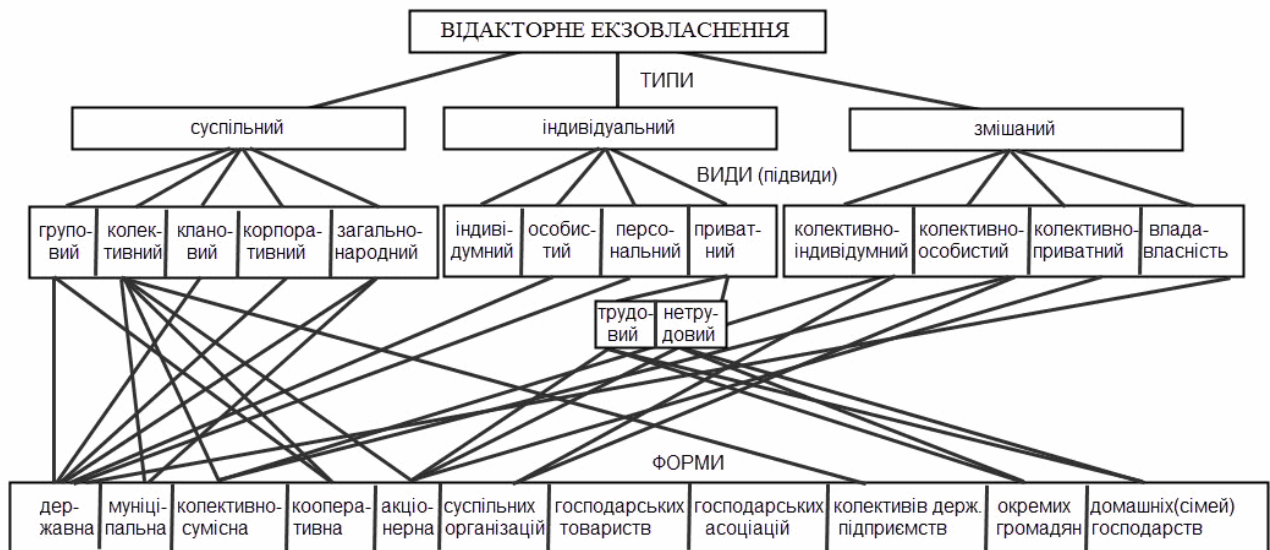 ВІДАКТОРНЕ ЕКЗОВЛАСНЕННЯ
ТИПИ
суспільний
індивідуальний
змішаний
ВИДИ (підвиди)
групо-
вий
колек-
тивний
клано-
вий
корпора-
тивний
загально-
народний
індиві-
думний
особис-
тий
персо-
нальний
приват-
ний
колективно-
індивідумний
колективно-
особистий
колективно-
приватний
влада-
власність
трудо-
вий
нетру-
довий
ФОРМИ
дер-
жавна
муніці-
пальна
колективно-
сумісна
коопера-
тивна
акціо-
нерна
суспільних
організацій
господарських
товариств
господарських
асоціацій
колективів держ.
підприємств
окремих
громадян
домашніх(сімей)
господарств